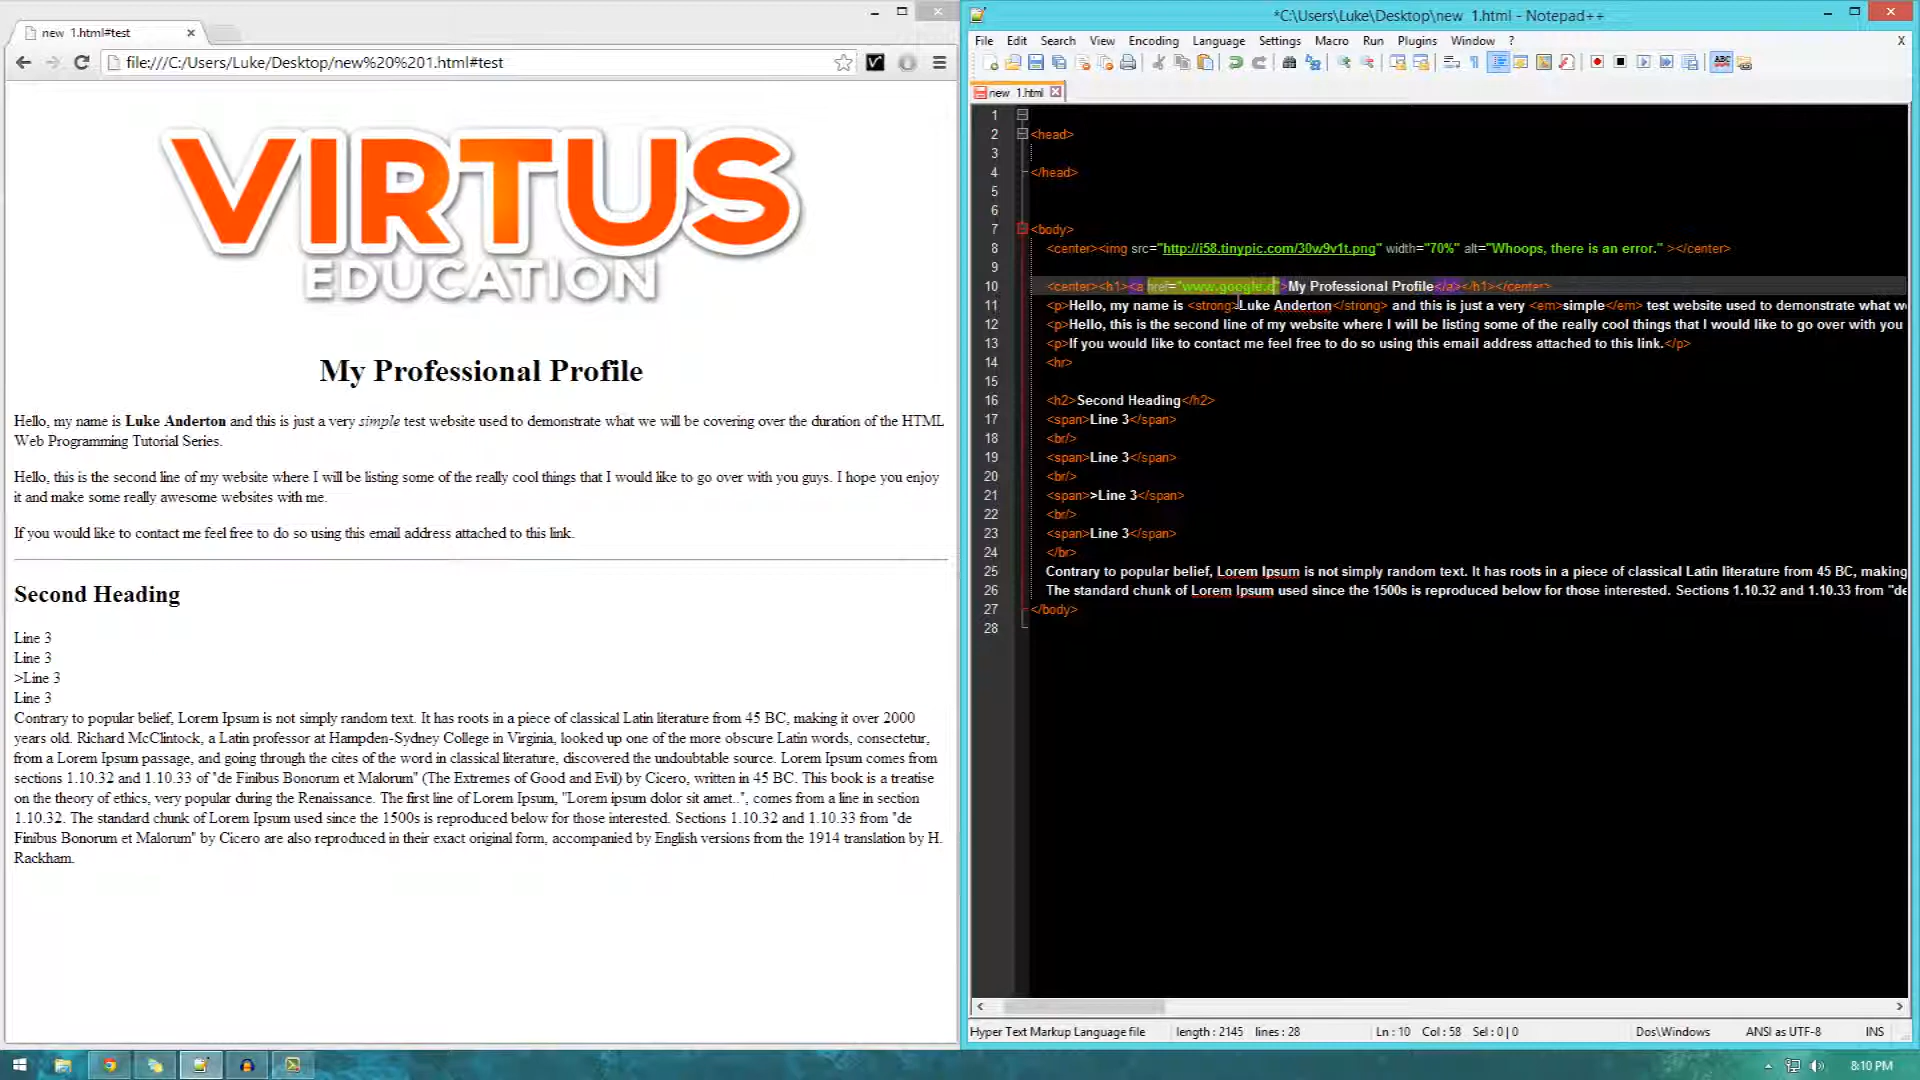 new 1.html#test
file:///C:/Users/Luke/Desktop/new%20%201.html#test
VIRTUS
EDUCATION
My Professional Profile
Hello, my name is Luke Anderton and this is just a very simple test website used to demonstrate what we will be covering over the duration of the HTML
Web Programming Tutorial Series.
Hello, this is the second line of my website where I will be listing some of the really cool things that I would like to go over with you guys. I hope you enjoy
it and make some really awesome websites with me.
If you would like to contact me feel free to do so using this email address attached to this link.
Second Heading
Line 3
Line 3
>Line 3
Line 3
Contrary to popular belief, Lorem Ipsum is not simply random text. It has roots in a piece of classical Latin literature from 45 BC, making it over 2000
years old. Richard McClintock, a Latin professor at Hampden-Sydney College in Virginia, looked up one of the more obscure Latin words, consectetur,
from a Lorem Ipsum passage, and going through the cites of the word in classical literature, discovered the undoubtable source. Lorem Ipsum comes from
sections 1.10.32 and 1.10.33 of "de Finibus Bonorum et Malorum" (The Extremes of Good and Evil) by Cicero, written in 45 BC. This book is a treatise
on the theory of ethics, very popular during the Renaissance. The first line of Lorem Ipsum, "Lorem ipsum dolor sit amet..", comes from a line in section
1.10.32. The standard chunk of Lorem Ipsum used since the 1500s is reproduced below for those interested. Sections 1.10.32 and 1.10.33 from "de
Finibus Bonorum et Malorum" by Cicero are also reproduced in their exact original form, accompanied by English versions from the 1914 translation by H.
Rackham.
*C:\Users\Luke\Desktop\new 1.html - Notepad++
File Edit Search View Encoding Language Settings Macro Run Plugins Window ? X
new 1.html
1
2 <head>
3
4 </head>
5
6
7 <body>
8 <center><img src="http://i58.tinypic.com/30w9v1t.png" width="70%" alt="Whoops, there is an error." ></center>
9
10 <center><h1><a href="www.google.c">My Professional Profile</a></h1></center>
11 <p>Hello, my name is <strong>Luke Anderton</strong> and this is just a very <em>simple</em> test website used to demonstrate what w
12 <p>Hello, this is the second line of my website where I will be listing some of the really cool things that I would like to go over with you
13 <p>If you would like to contact me feel free to do so using this email address attached to this link.</p>
14 <hr>
15
16 <h2>Second Heading</h2>
17 <span>Line 3</span>
18 <br/>
19 <span>Line 3</span>
20 <br/>
21 <span>>Line 3</span>
22 <br/>
23 <span>Line 3</span>
24 </br>
25 Contrary to popular belief, Lorem Ipsum is not simply random text. It has roots in a piece of classical Latin literature from 45 BC, making
26 The standard chunk of Lorem Ipsum used since the 1500s is reproduced below for those interested. Sections 1.10.32 and 1.10.33 from "de
27 </body>
28
Hyper Text Markup Language file length : 2145 lines : 28 Ln : 10 Col : 58 Sel : 0 | 0 Dos\Windows ANSI as UTF-8 INS
8:10 PM